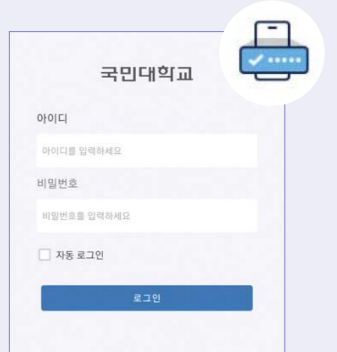 국민대학교
아이디
아이디를 입력하세요
비밀번호
비밀번호를 입력하세요
자동 로그인
로그인